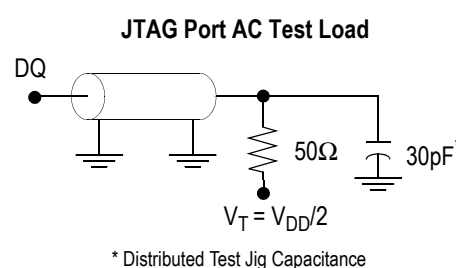 JTAG Port AC Test Load
DQ
50Ω
30pF*
V_T = V_DD/2
* Distributed Test Jig Capacitance